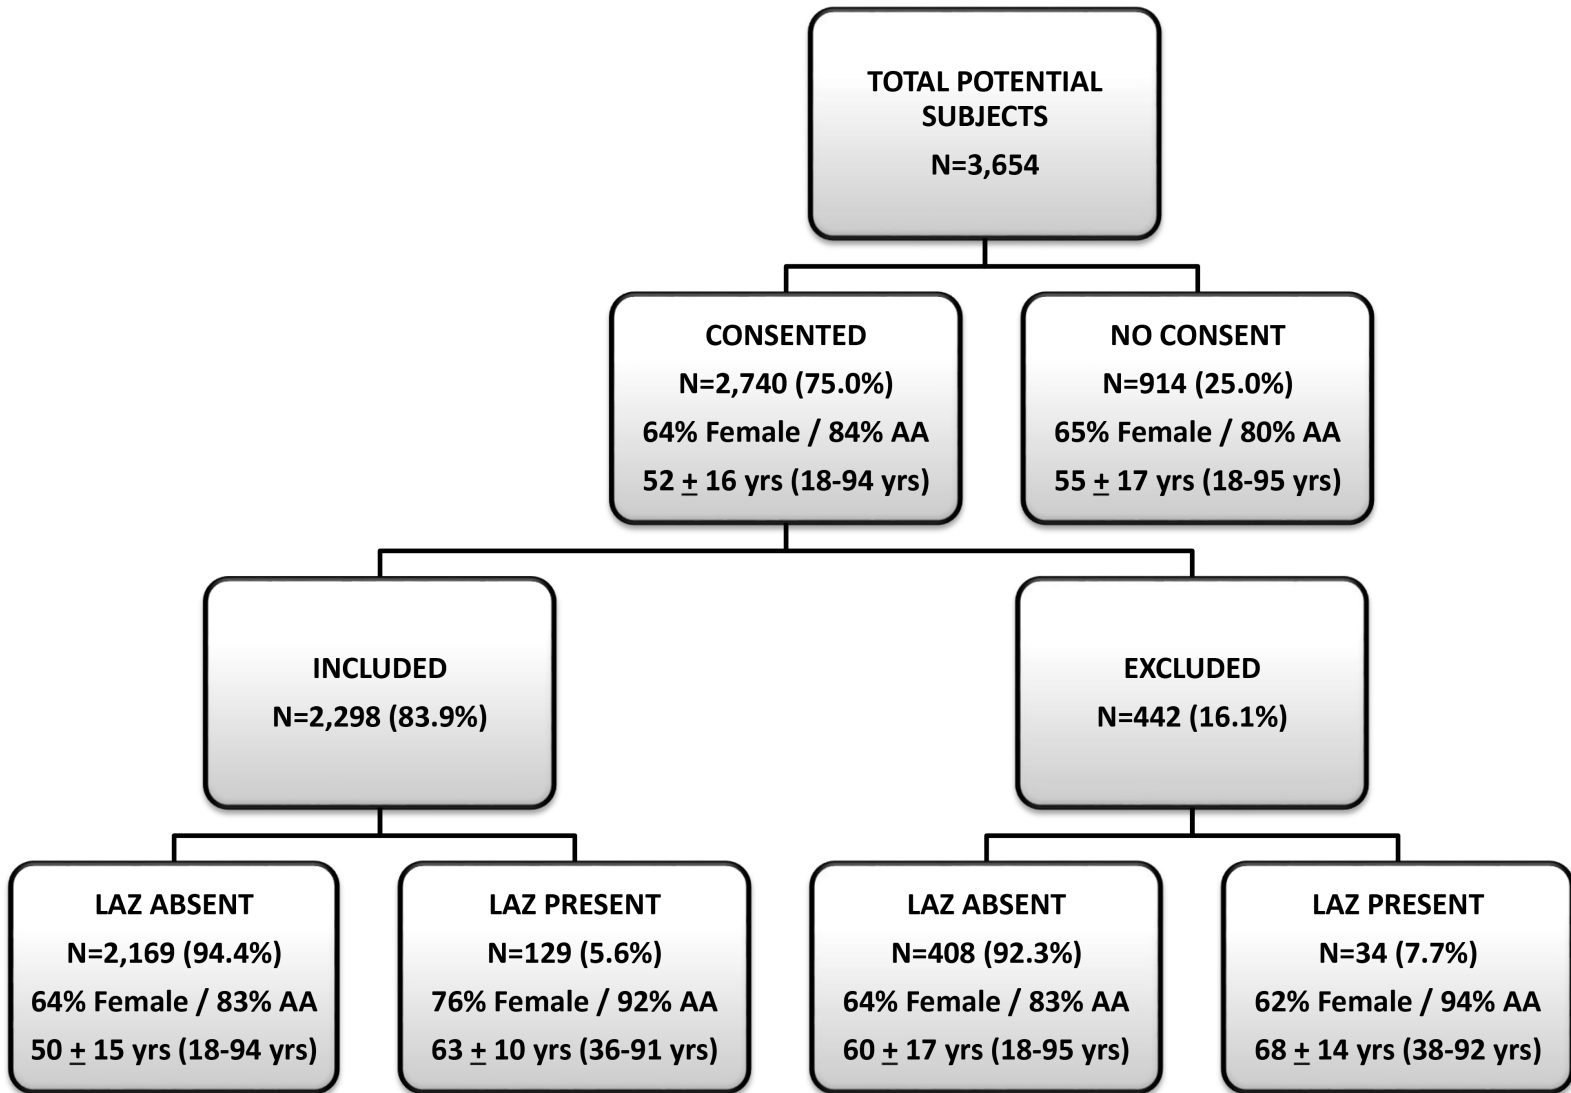 TOTAL POTENTIAL
SUBJECTS
N=3,654
CONSENTED
N=2,740 (75.0%)
64% Female / 84% AA
52 ± 16 yrs (18-94 yrs)
NO CONSENT
N=914 (25.0%)
65% Female / 80% AA
55 ± 17 yrs (18-95 yrs)
INCLUDED
N=2,298 (83.9%)
EXCLUDED
N=442 (16.1%)
LAZ ABSENT
N=2,169 (94.4%)
64% Female / 83% AA
50 ± 15 yrs (18-94 yrs)
LAZ PRESENT
N=129 (5.6%)
76% Female / 92% AA
63 ± 10 yrs (36-91 yrs)
LAZ ABSENT
N=408 (92.3%)
64% Female / 83% AA
60 ± 17 yrs (18-95 yrs)
LAZ PRESENT
N=34 (7.7%)
62% Female / 94% AA
68 ± 14 yrs (38-92 yrs)